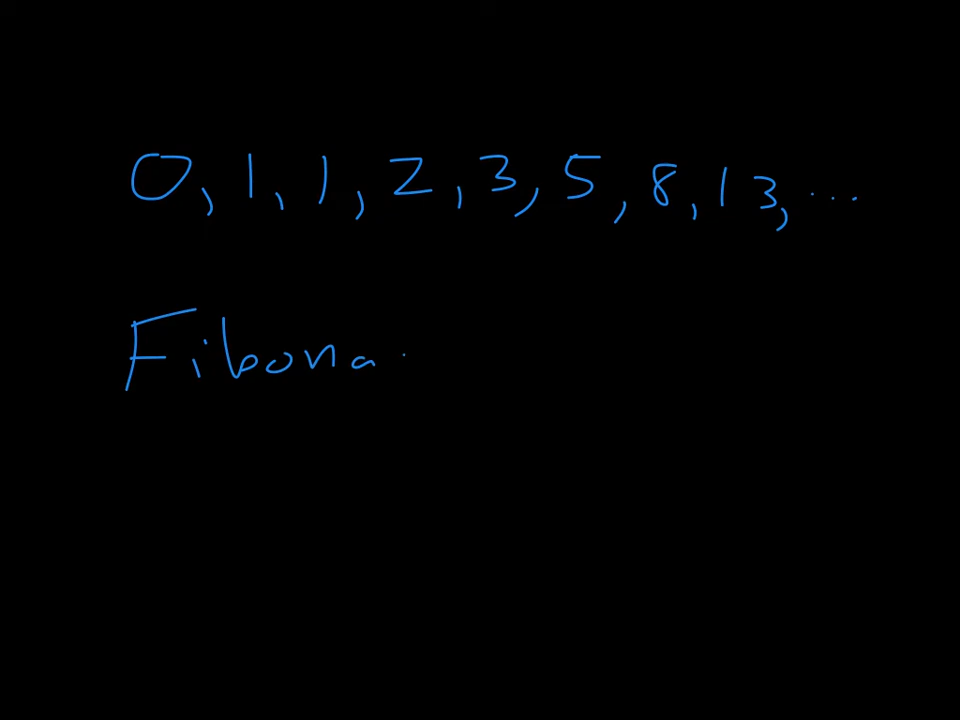 0, 1, 1, 2, 3, 5, 8, 13, ...
Fibona